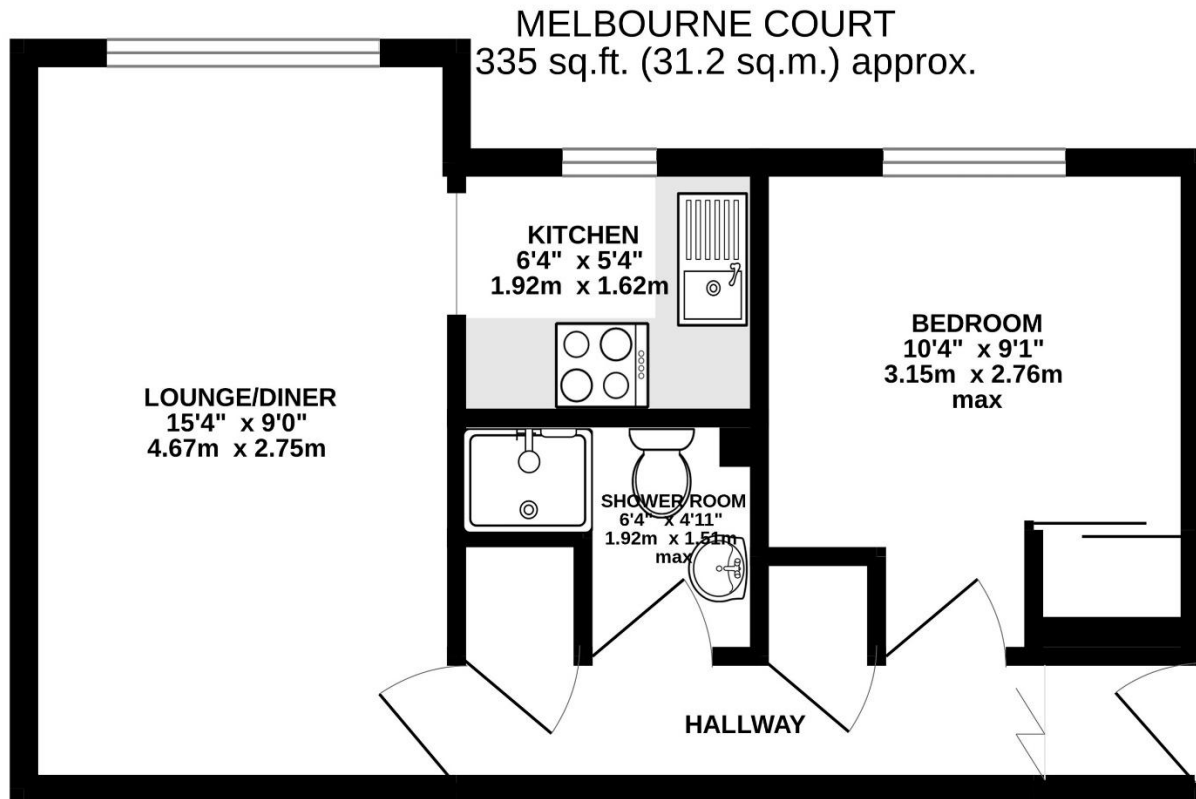 MELBOURNE COURT
335 sq.ft. (31.2 sq.m.) approx.
KITCHEN
6'4" x 5'4"
1.92m x 1.62m
BEDROOM
10'4" x 9'1"
3.15m x 2.76m
max
LOUNGE/DINER
15'4" x 9'0"
4.67m x 2.75m
SHOWER ROOM
6'4" x 4'11"
1.92m x 1.51m
max
HALLWAY